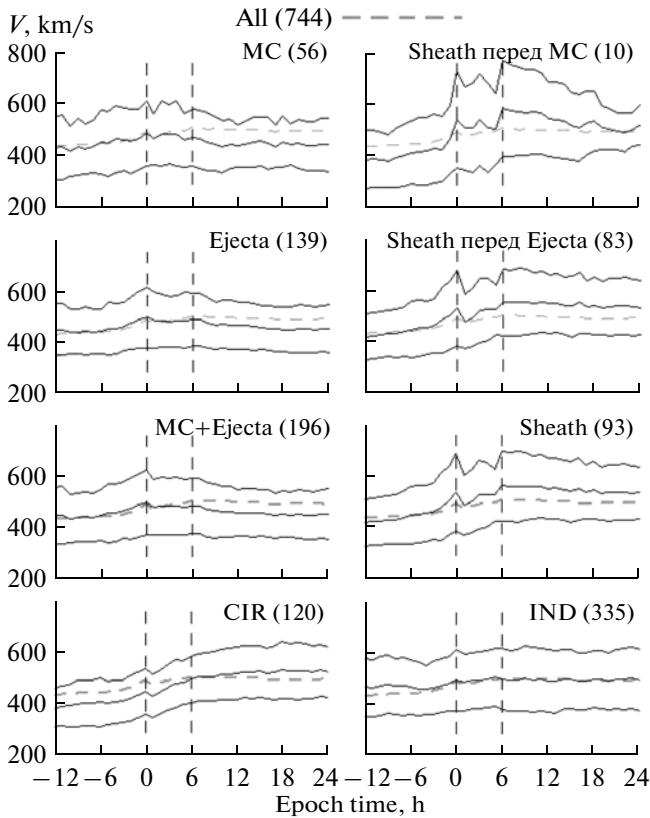 All (744)
V, km/s
MC (56)
Sheath перед MC (10)
800
600
400
200
Ejecta (139)
Sheath перед Ejecta (83)
600
400
200
MC+Ejecta (196)
Sheath (93)
600
400
200
CIR (120)
IND (335)
600
400
200
−12 −6 0 6 12 18 24 −12 −6 0 6 12 18 24
Epoch time, h